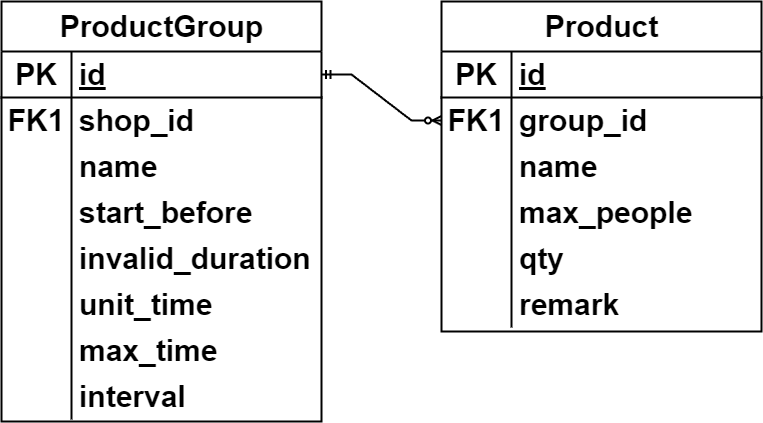 ProductGroup
PK id
FK1 shop_id
name
start_before
invalid_duration
unit_time
max_time
interval
Product
PK id
FK1 group_id
name
max_people
qty
remark